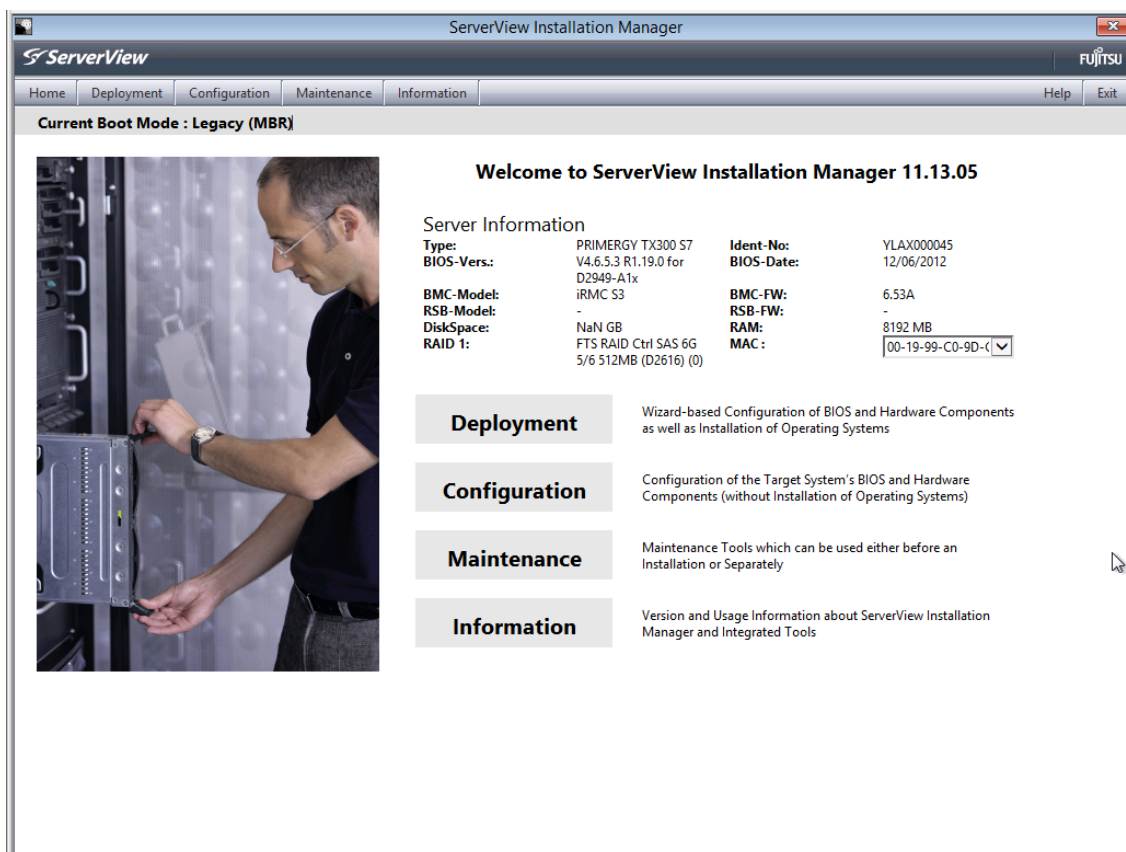 ServerView Installation Manager
ServerView
FUJITSU
Home Deployment Configuration Maintenance Information Help Exit
Current Boot Mode : Legacy (MBR)
Welcome to ServerView Installation Manager 11.13.05
Server Information
Type: PRIMERGY TX300 S7 Ident-No: YLAX000045
BIOS-Vers.: V4.6.5.3 R1.19.0 for BIOS-Date: 12/06/2012
D2949-A1x
BMC-Model: iRMC S3 BMC-FW: 6.53A
RSB-Model: - RSB-FW: -
DiskSpace: NaN GB RAM: 8192 MB
RAID 1: FTS RAID Ctrl SAS 6G MAC : 00-19-99-C0-9D-
5/6 512MB (D2616) (0)
Deployment
Wizard-based Configuration of BIOS and Hardware Components
as well as Installation of Operating Systems
Configuration
Configuration of the Target System's BIOS and Hardware
Components (without Installation of Operating Systems)
Maintenance
Maintenance Tools which can be used either before an
Installation or Separately
Information
Version and Usage Information about ServerView Installation
Manager and Integrated Tools